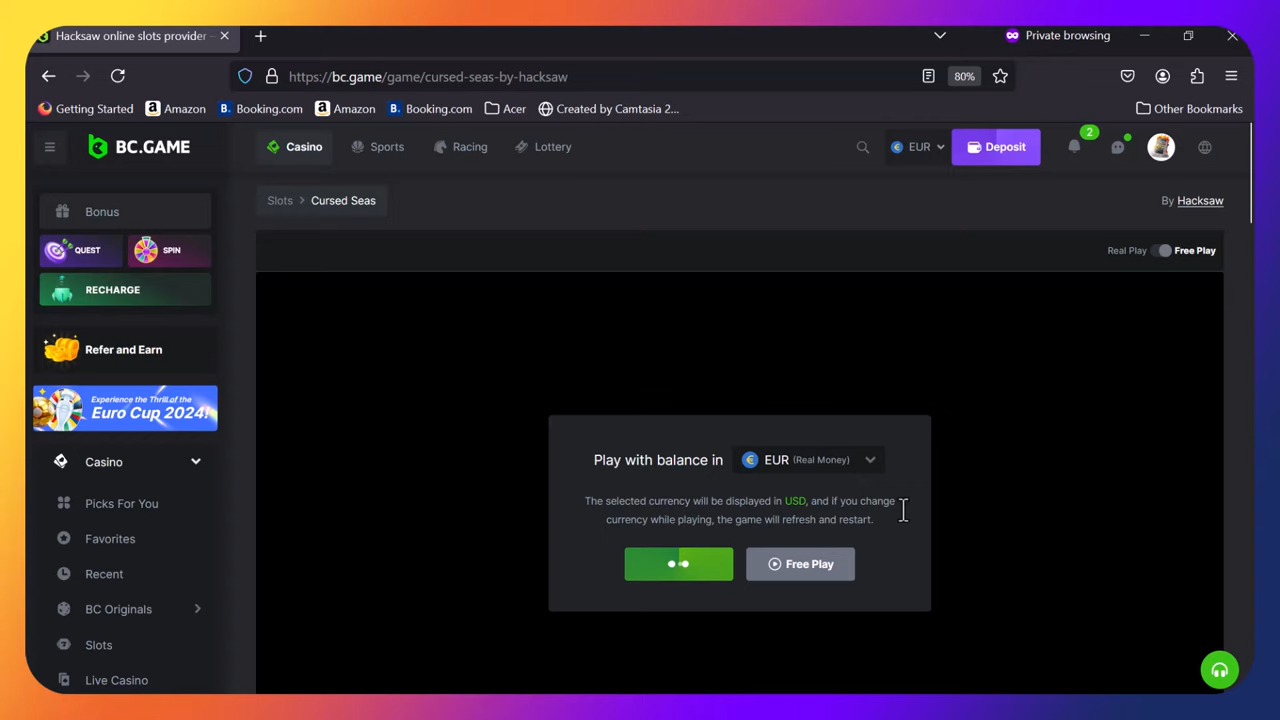 Hacksaw online slots provider -
Private browsing
https://bc.game/game/cursed-seas-by-hacksaw
80%
Getting Started
Amazon
Booking.com
Amazon
Booking.com
Acer
Created by Camtasia 2...
Other Bookmarks
BC.GAME
Casino
Sports
Racing
Lottery
EUR
Deposit
2
Slots > Cursed Seas
By Hacksaw
Bonus
QUEST
SPIN
RECHARGE
Real Play
Free Play
Refer and Earn
Experience the Thrill of the
Euro Cup 2024!
Casino
Picks For You
Favorites
Recent
BC Originals
Slots
Live Casino
Play with balance in
EUR (Real Money)
The selected currency will be displayed in USD, and if you change
currency while playing, the game will refresh and restart.
Free Play